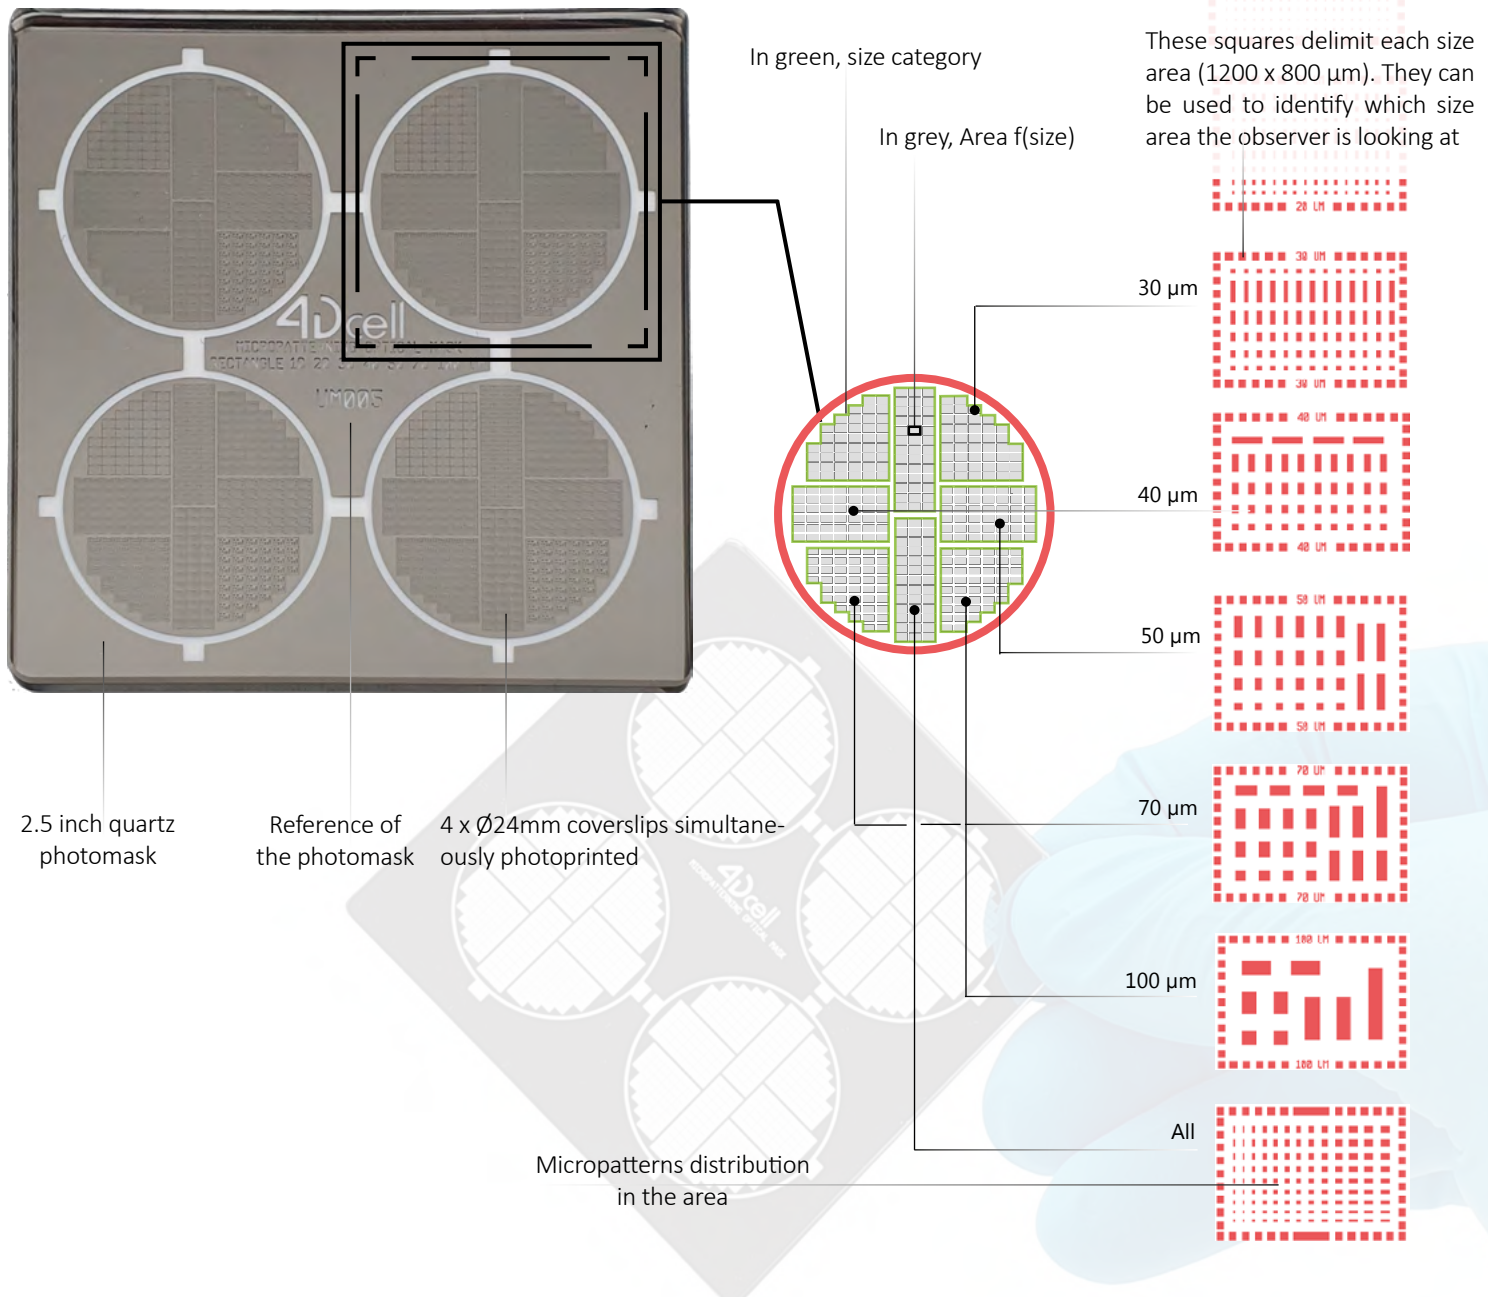 In green, size category
In grey, Area f(size)
These squares delimit each size
area (1200 x 800 µm). They can
be used to identify which size
area the observer is looking at
20 UM
30 UM
30 µm
30 UM
4Dcell
40 UM
40 µm
40 UM
UM005
50 UM
50 µm
50 UM
70 UM
70 µm
70 UM
2.5 inch quartz
photomask
Reference of
the photomask
4 x Ø24mm coverslips simultane-
ously photoprinted
4Dcell
MICROPATTERNING OPTICAL MASK
100 UM
100 µm
100 UM
All
Micropatterns distribution
in the area